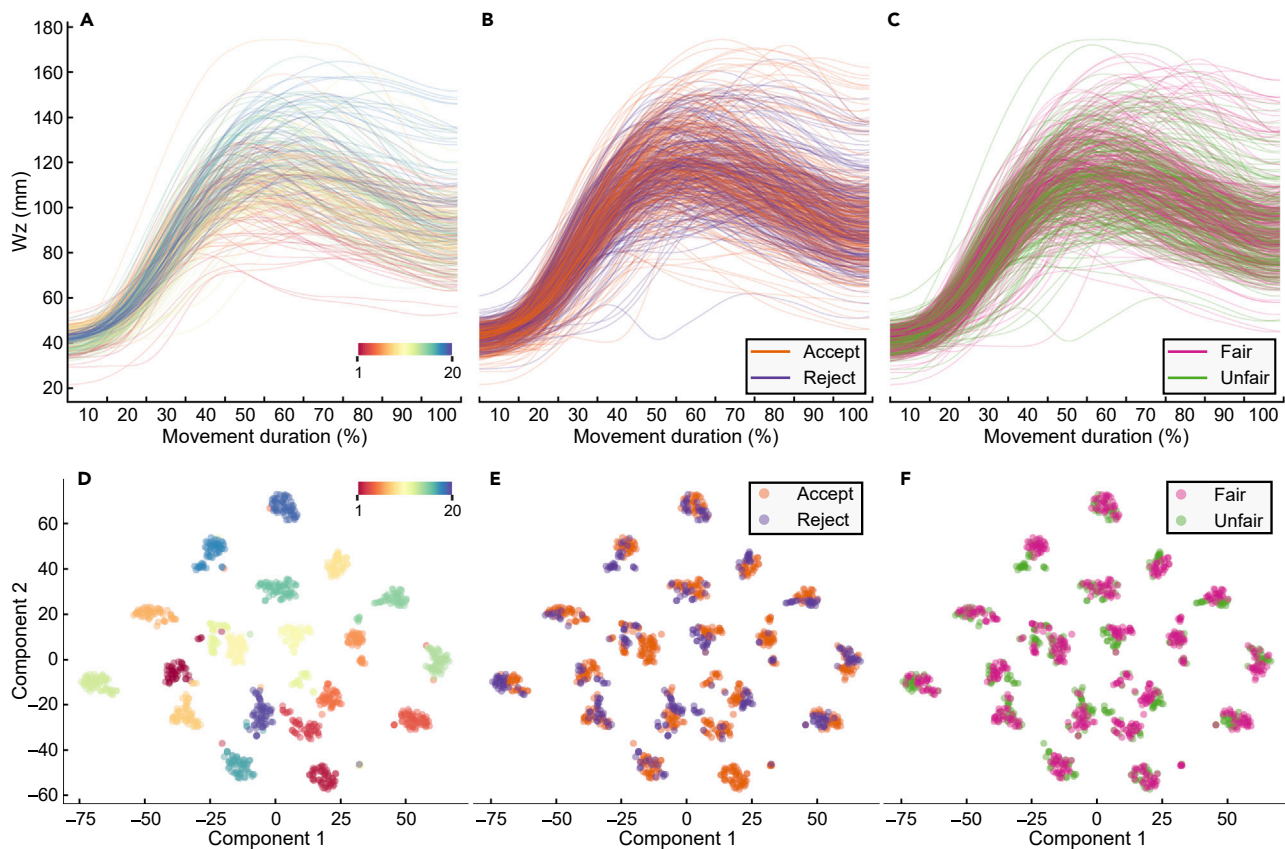 A
B
C
180
160
140
120
100
80
60
40
20
Wz (mm)
1 20
Accept
Reject
Fair
Unfair
10 20 30 40 50 60 70 80 90 100
10 20 30 40 50 60 70 80 90 100
10 20 30 40 50 60 70 80 90 100
Movement duration (%)
Movement duration (%)
Movement duration (%)
D
E
F
1 20
Accept
Reject
Fair
Unfair
60
40
20
0
−20
−40
−60
Component 2
−75 −50 −25 0 25 50
−75 −50 −25 0 25 50
−75 −50 −25 0 25 50
Component 1
Component 1
Component 1